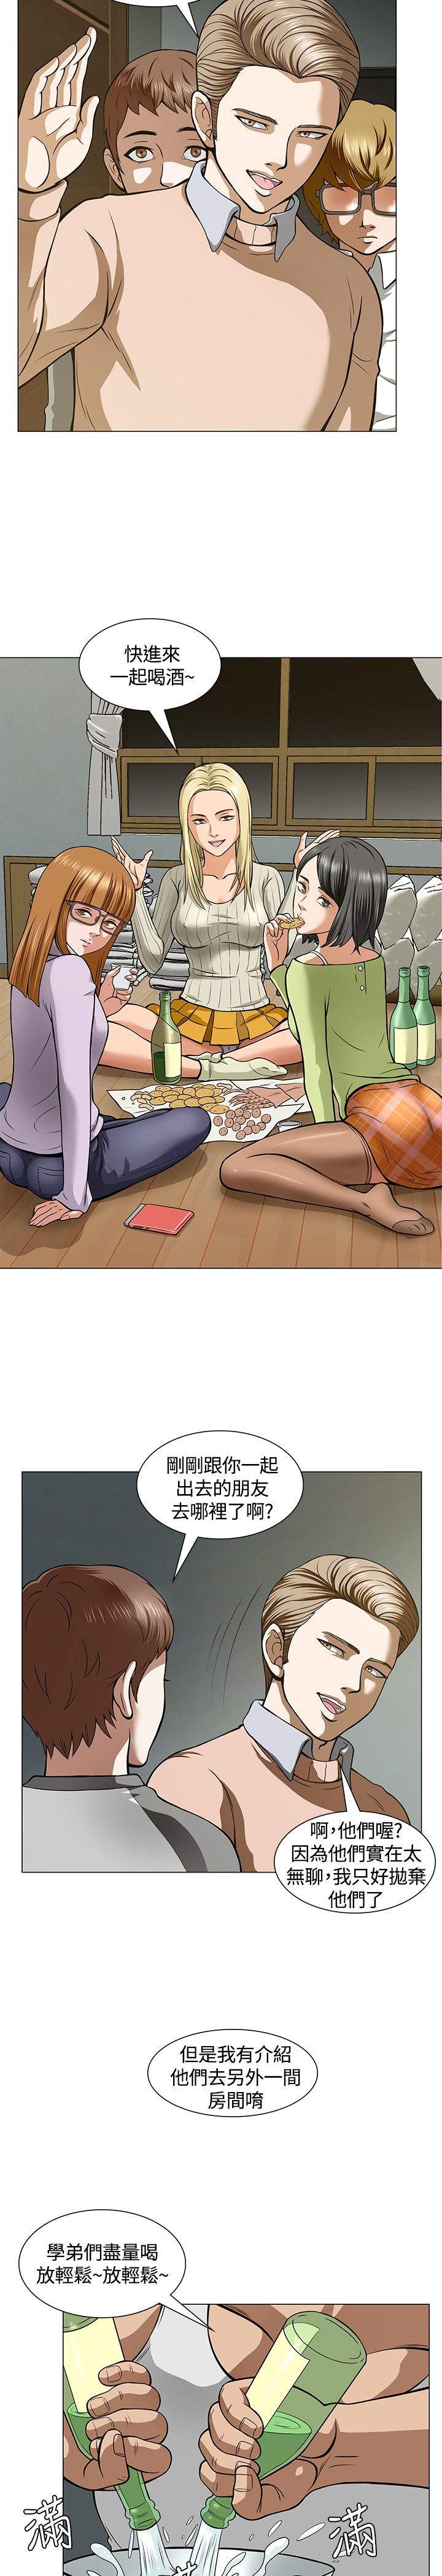 快進來
一起喝酒~
剛剛跟你一起
出去的朋友
去哪裡了啊?
啊,他們喔?
因為他們實在太
無聊,我只好拋棄
他們了
但是我有介紹
他們去另外一間
房間唷
學弟們盡量喝
放輕鬆~放輕鬆~
滿
滿
滿